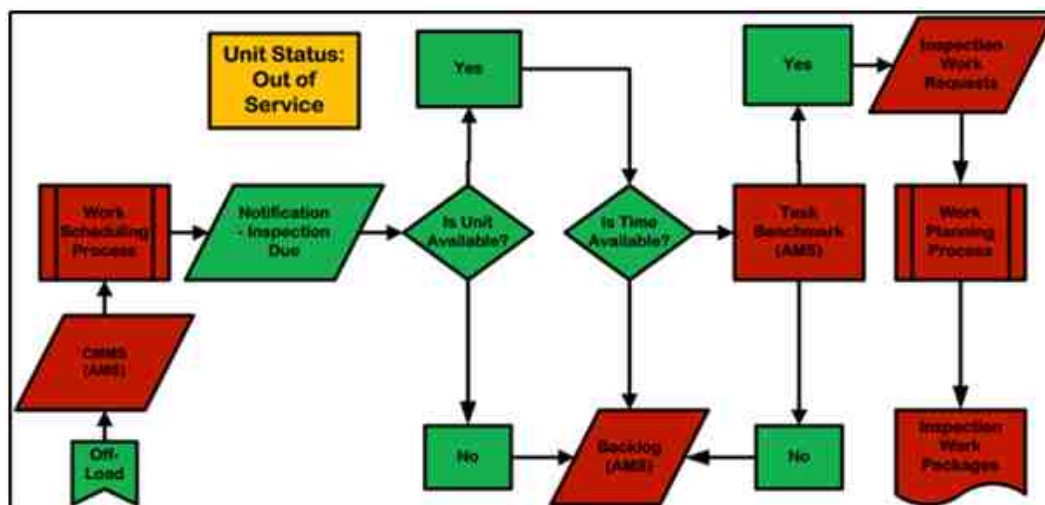 Unit Status:
Out of
Service
Yes
Yes
Inspection
Work
Requests
Work
Scheduling
Process
Notification
- Inspection
Due
Is Unit
Available?
Is Time
Available?
Task
Benchmark
(AMS)
Work
Planning
Process
CMMS
(AMS)
Off-
Load
No
Backlog
(AMS)
No
Inspection
Work
Packages